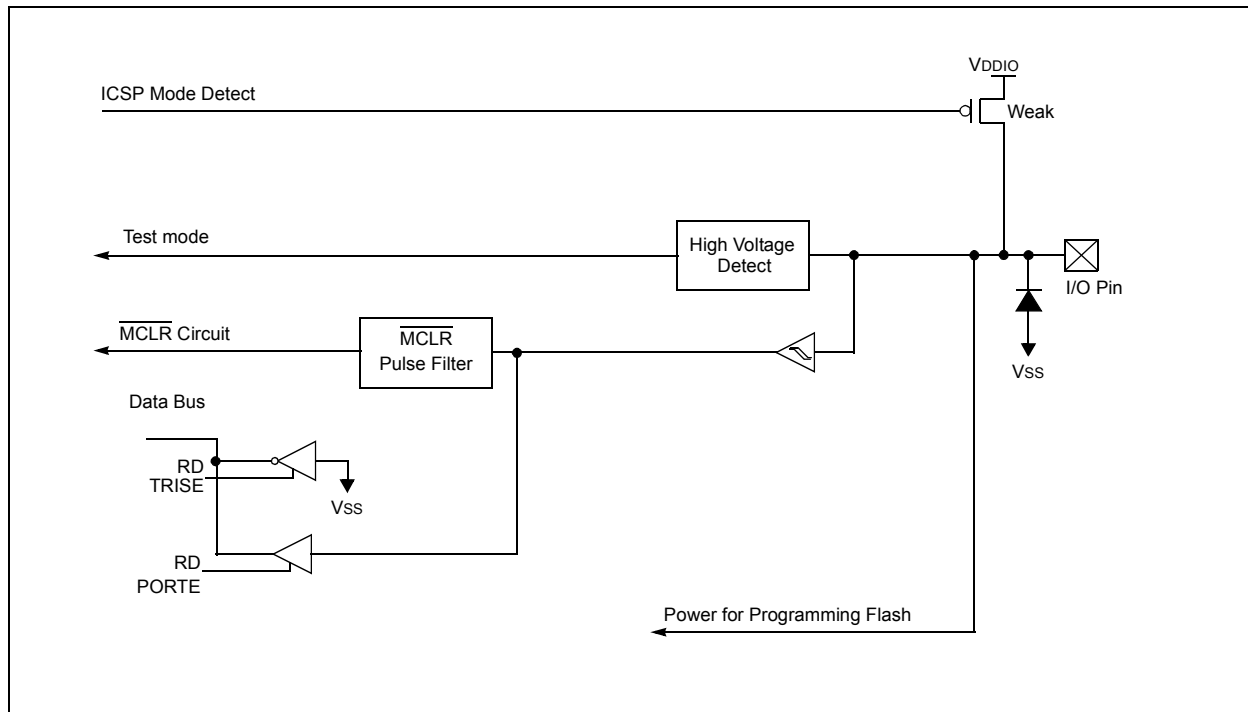 VDDIO
ICSP Mode Detect
Weak
Test mode
High Voltage
Detect
I/O Pin
MCLR Circuit
MCLR
Pulse Filter
VSS
Data Bus
RD
TRISE
VSS
RD
PORTE
Power for Programming Flash